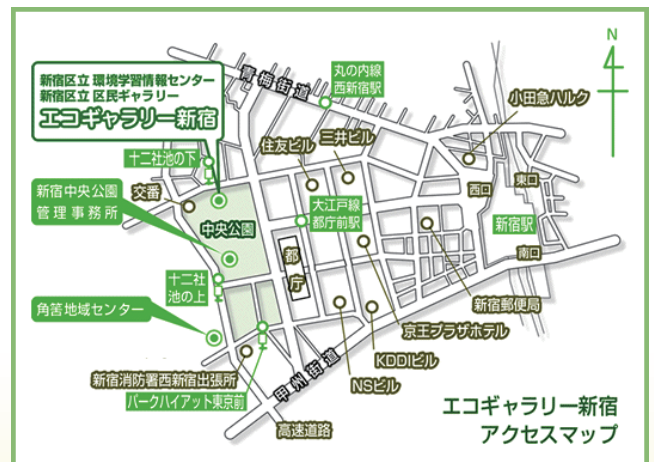 新宿区立 環境学習情報センター
新宿区立 区民ギャラリー
エコギャラリー新宿
青梅街道
丸の内線
西新宿駅
N
小田急ハルク
住友ビル
三井ビル
十二社池の下
新宿中央公園
管理事務所
交番
中央公園
大江戸線
都庁前駅
西口
東口
新宿駅
南口
都庁
十二社
池の上
角筈地域センター
新宿郵便局
京王プラザホテル
KDDIビル
NSビル
甲州街道
新宿消防署西新宿出張所
パークハイアット東京前
高速道路
エコギャラリー新宿
アクセスマップ